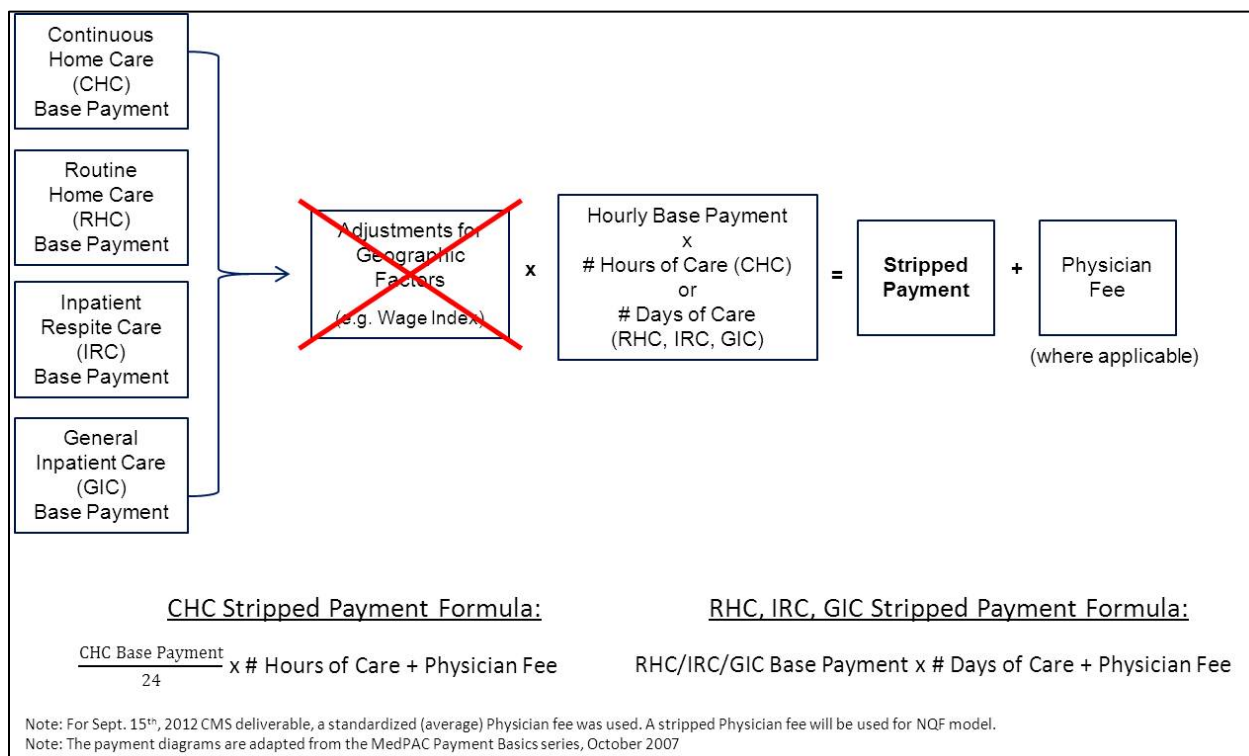 Continuous
Home Care
(CHC)
Base Payment
Routine
Home Care
(RHC)
Base Payment
Inpatient
Respite Care
(IRC)
Base Payment
General
Inpatient Care
(GIC)
Base Payment
Adjustments for
Geographic
Factors
(e.g. Wage Index)
x
Hourly Base Payment
x
# Hours of Care (CHC)
or
# Days of Care
(RHC, IRC, GIC)
=
Stripped
Payment
+
Physician
Fee
(where applicable)
CHC Stripped Payment Formula:
CHC Base Payment
24
x # Hours of Care + Physician Fee
RHC, IRC, GIC Stripped Payment Formula:
RHC/IRC/GIC Base Payment x # Days of Care + Physician Fee
Note: For Sept. 15th, 2012 CMS deliverable, a standardized (average) Physician fee was used. A stripped Physician fee will be used for NQF model.
Note: The payment diagrams are adapted from the MedPAC Payment Basics series, October 2007